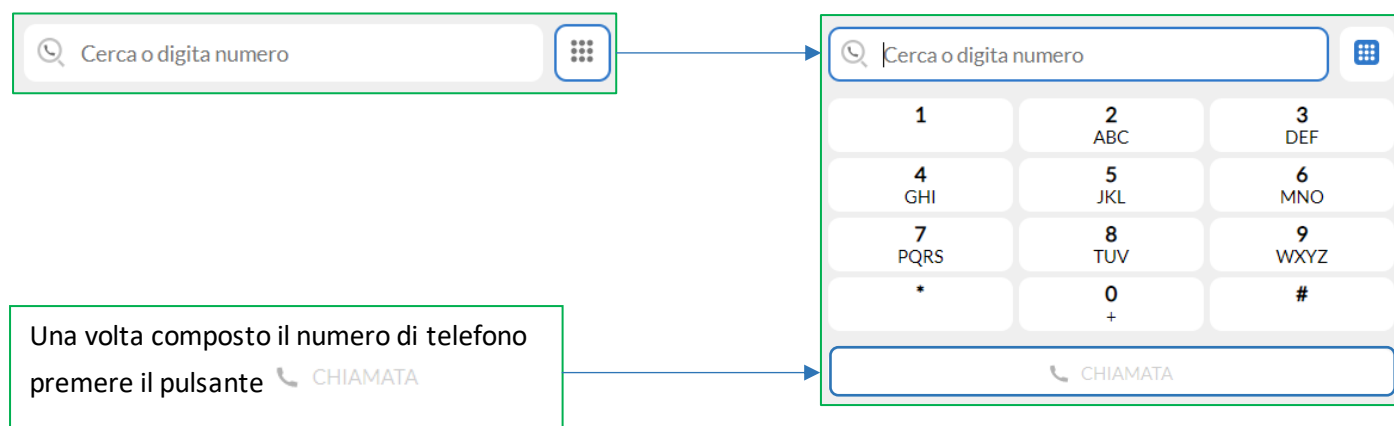 Cerca o digita numero
Cerca o digita numero
1 2 3
ABC DEF
4 5 6
GHI JKL MNO
7 8 9
PQRS TUV WXYZ
* 0 #
+
CHIAMATA
Una volta composto il numero di telefono
premere il pulsante CHIAMATA